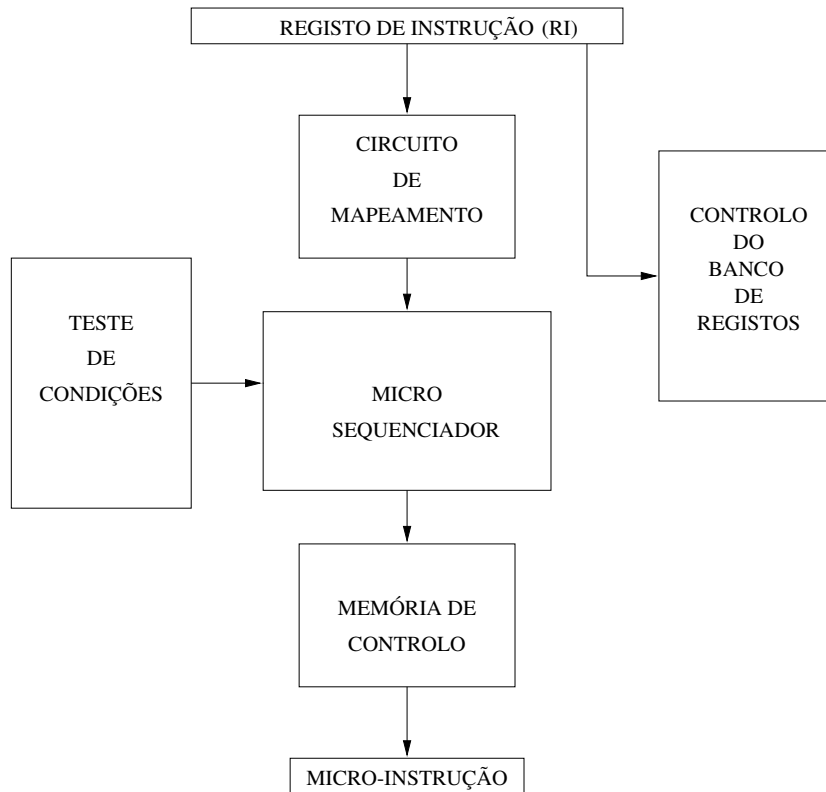 REGISTO DE INSTRUÇÃO (RI)
CIRCUITO
DE
MAPEAMENTO
CONTROLO
DO
BANCO
DE
REGISTOS
TESTE
DE
CONDIÇÕES
MICRO
SEQUENCIADOR
MEMÓRIA DE
CONTROLO
MICRO-INSTRUÇÃO